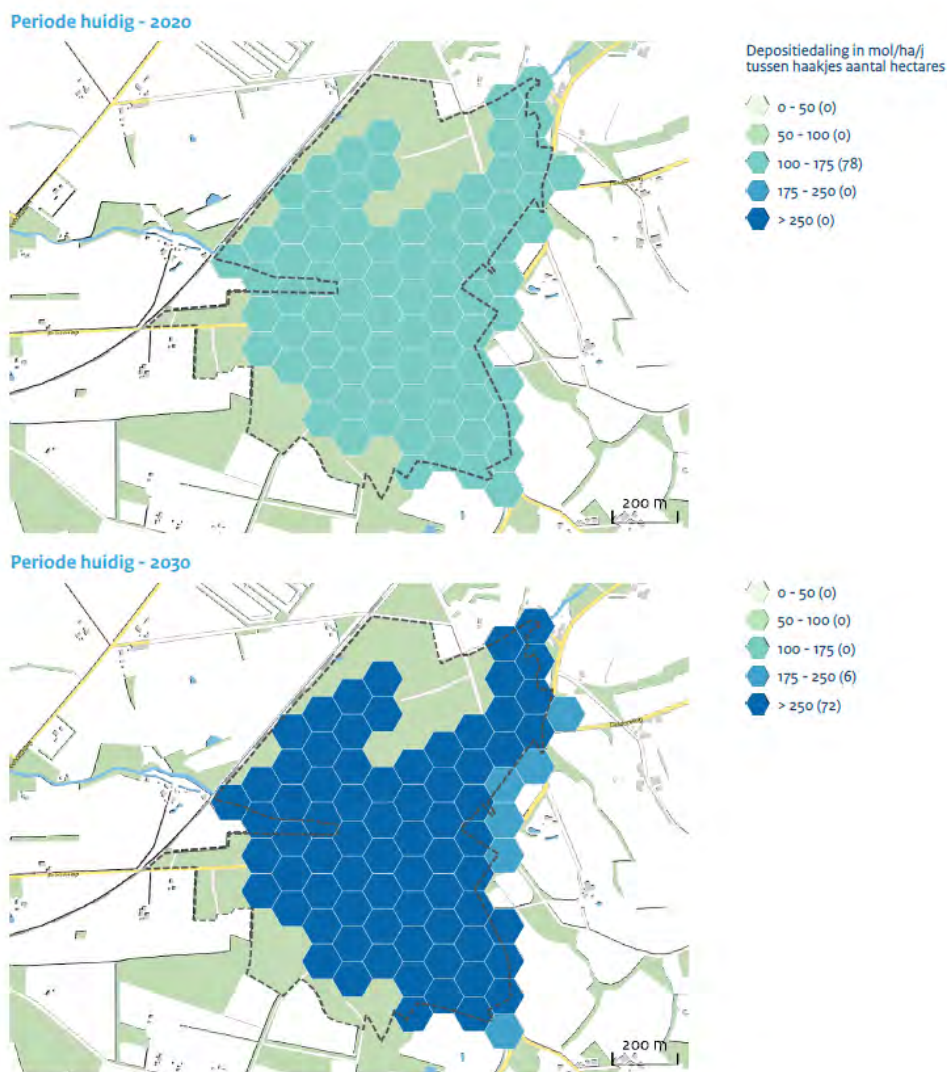 Periode huidig - 2020
Depositiedaling in mol/ha/j
tussen haakjes aantal hectares
0 - 50 (0)
50 - 100 (0)
100 - 175 (78)
175 - 250 (0)
> 250 (0)
200 m
Periode huidig - 2030
0 - 50 (0)
50 - 100 (0)
100 - 175 (0)
175 - 250 (6)
> 250 (72)
200 m